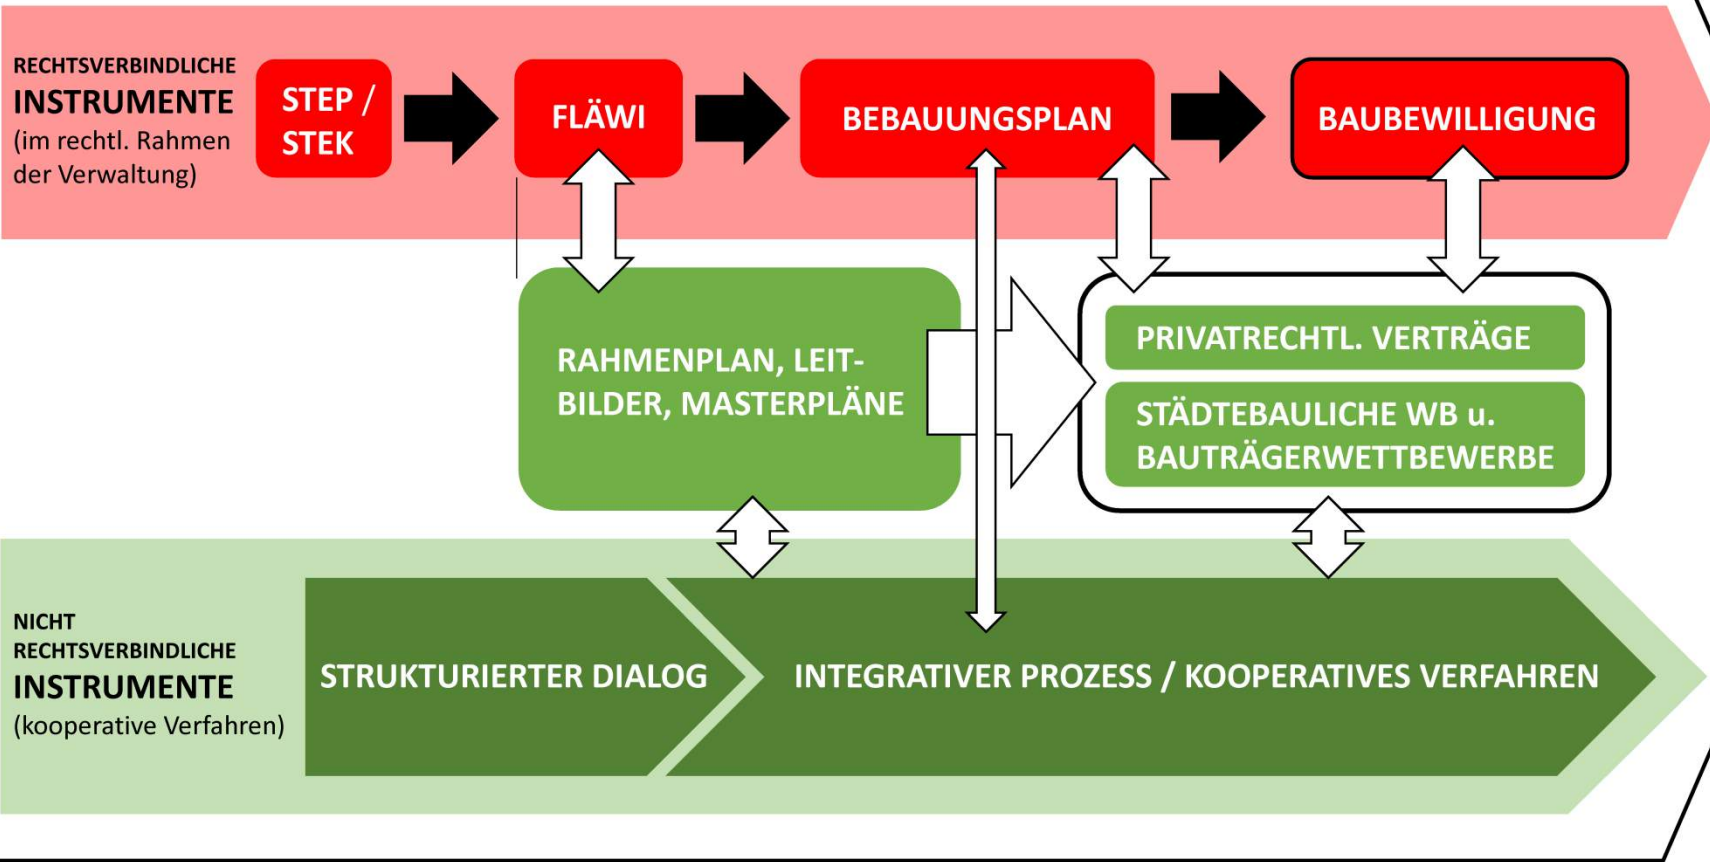 RECHTSVERBINDLICHE
INSTRUMENTE
(im rechtl. Rahmen
der Verwaltung)
STEP /
STEK
FLÄWI
BEBAUUNGSPLAN
BAUBEWILLIGUNG
RAHMENPLAN, LEIT-
BILDER, MASTERPLÄNE
PRIVATRECHTL. VERTRÄGE
STÄDTEBAULICHE WB u.
BAUTRÄGERWETTBEWERBE
NICHT
RECHTSVERBINDLICHE
INSTRUMENTE
(kooperative Verfahren)
STRUKTURIERTER DIALOG
INTEGRATIVER PROZESS / KOOPERATIVES VERFAHREN